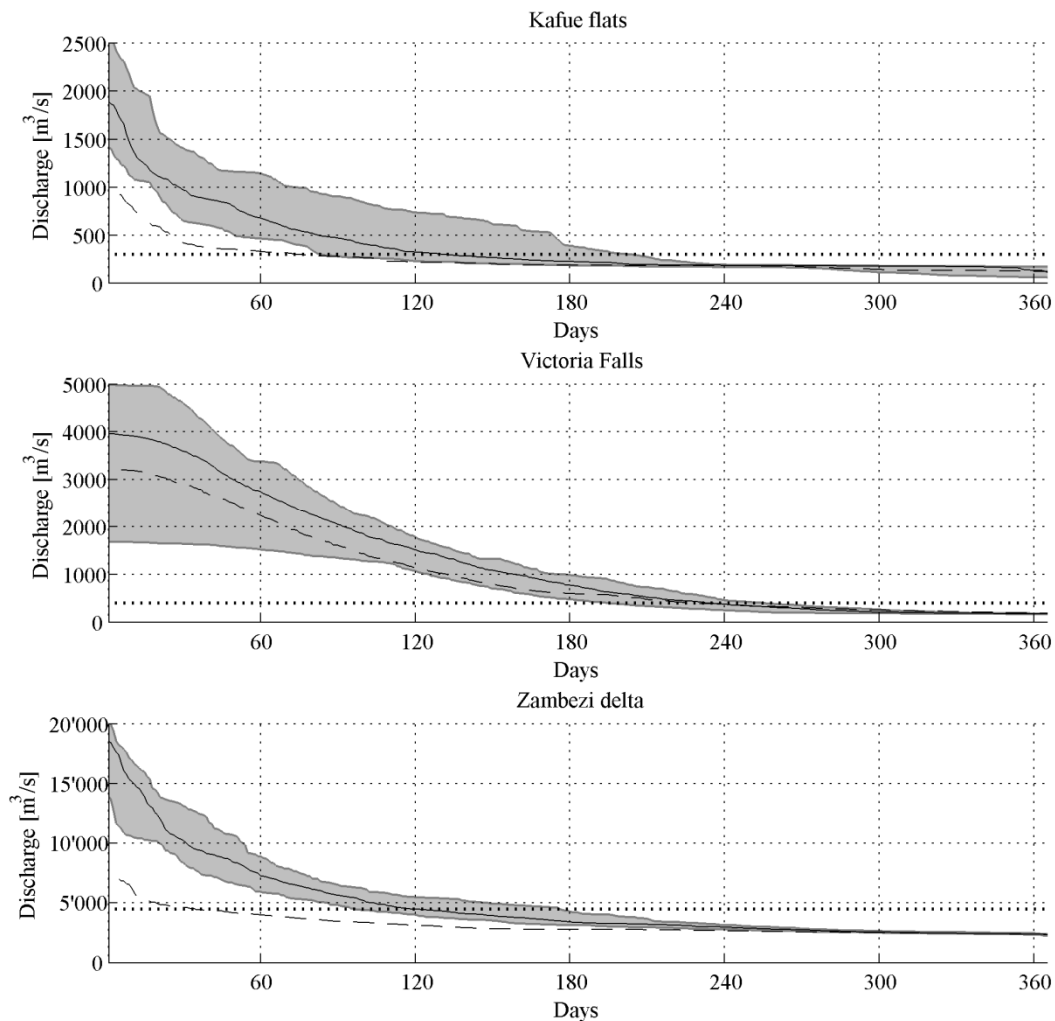 Kafue flats
2500
2000
1500
1000
500
0
Discharge [m³/s]
60 120 180 240 300 360
Days
Victoria Falls
5000
4000
3000
2000
1000
0
Discharge [m³/s]
60 120 180 240 300 360
Days
Zambezi delta
20'000
15'000
10'000
5'000
0
Discharge [m³/s]
60 120 180 240 300 360
Days